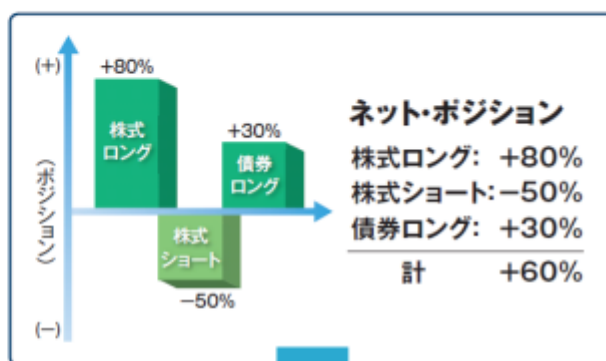 (+)
+80%
株式
ロング
+30%
債券
ロング
(ポジション)
株式
ショート
−50%
(−)
ネット・ポジション
株式ロング: +80%
株式ショート:−50%
債券ロング: +30%
計 +60%